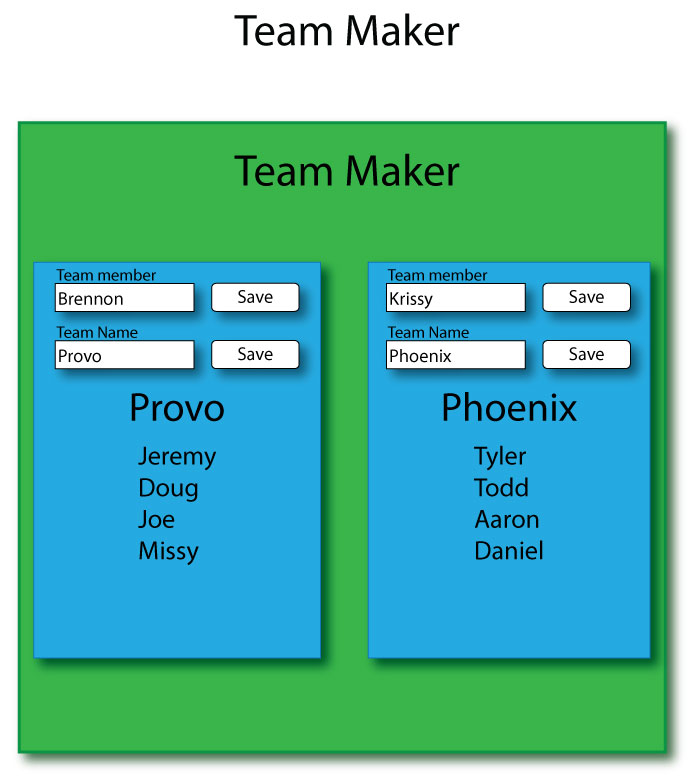 Team Maker
Team Maker
Team member
Brennon
Save
Team Name
Provo
Save
Provo
Jeremy
Doug
Joe
Missy
Team member
Krissy
Save
Team Name
Phoenix
Save
Phoenix
Tyler
Todd
Aaron
Daniel